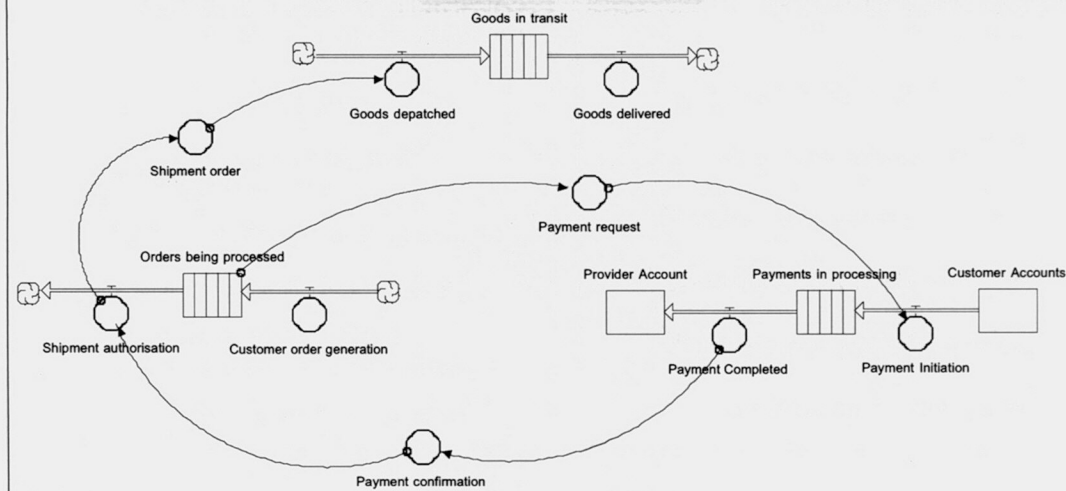 Goods in transit
Goods depatched
Goods delivered
Shipment order
Payment request
Orders being processed
Provider Account
Payments in processing
Customer Accounts
Shipment authorisation
Customer order generation
Payment Completed
Payment Initiation
Payment confirmation